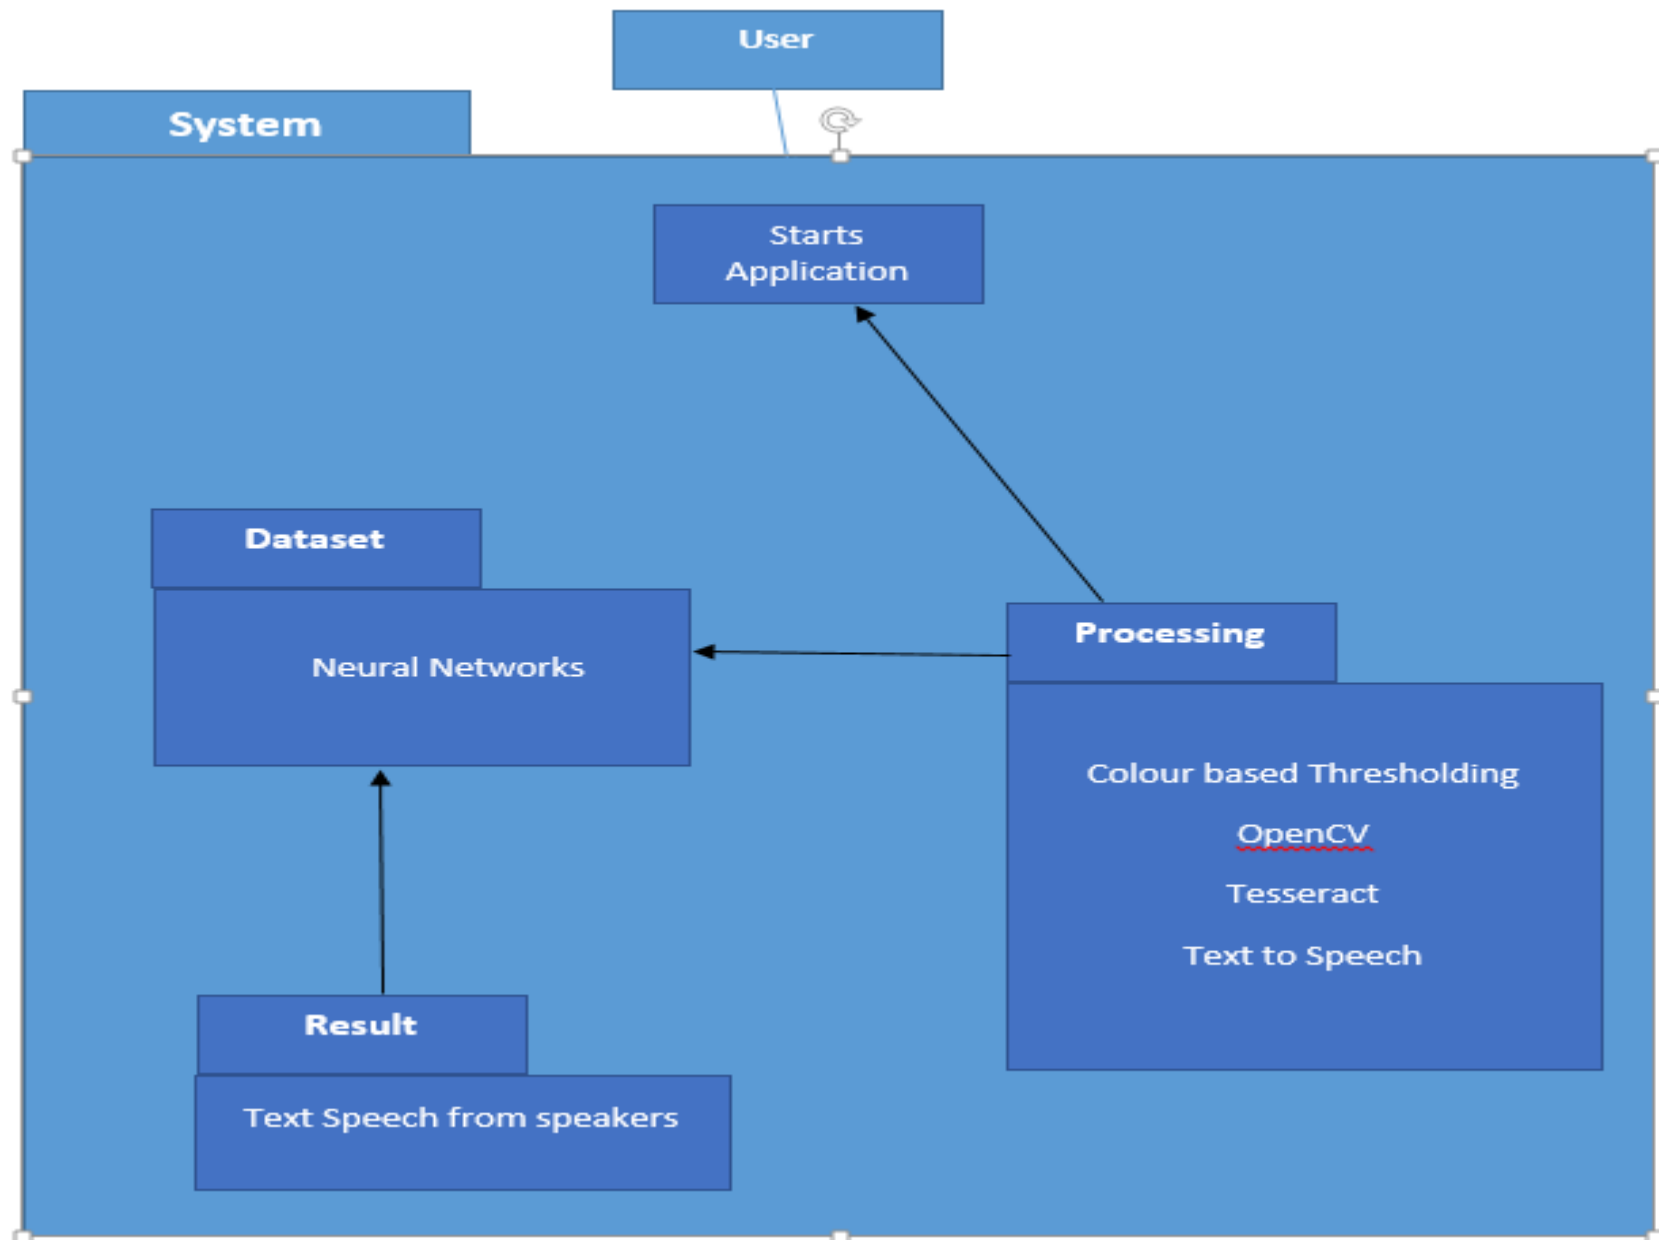 User
System
Starts
Application
Dataset
Neural Networks
Processing
Colour based Thresholding
OpenCV
Tesseract
Text to Speech
Result
Text Speech from speakers